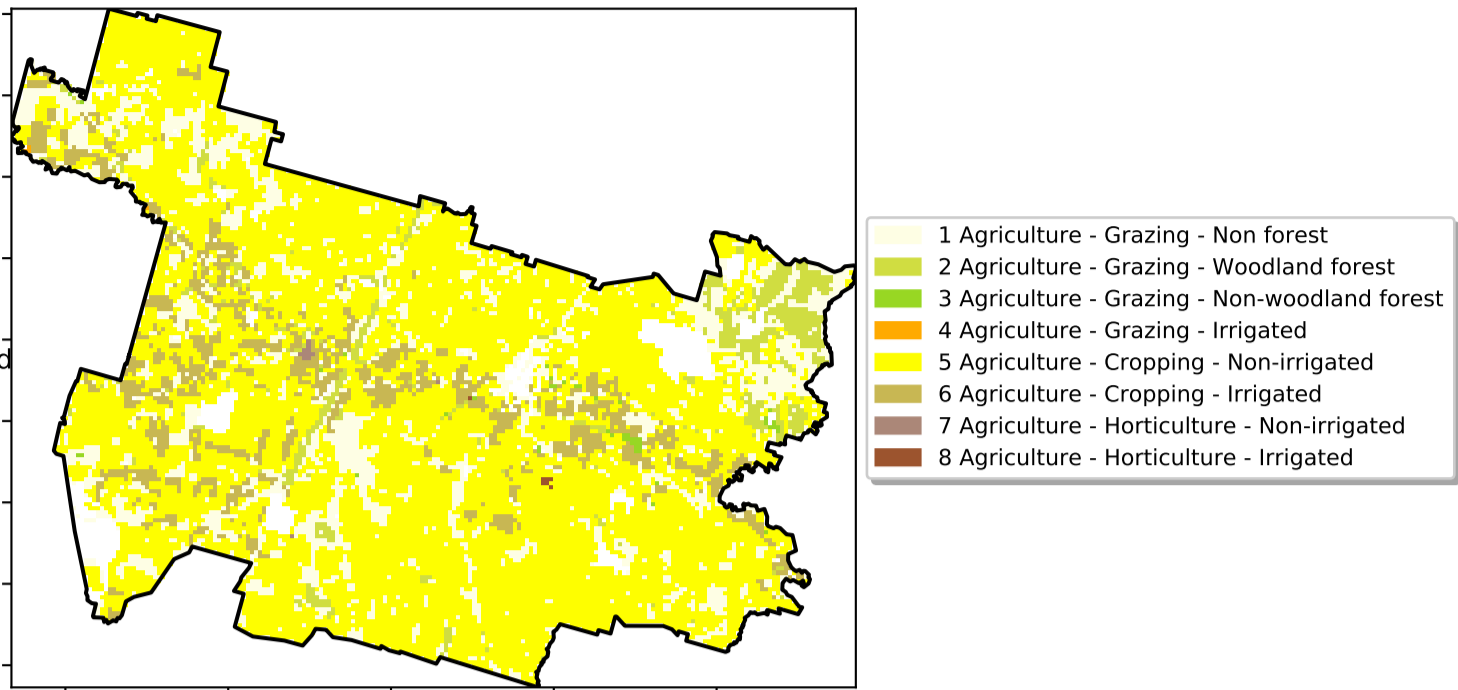 d
1 Agriculture - Grazing - Non forest
2 Agriculture - Grazing - Woodland forest
3 Agriculture - Grazing - Non-woodland forest
4 Agriculture - Grazing - Irrigated
5 Agriculture - Cropping - Non-irrigated
6 Agriculture - Cropping - Irrigated
7 Agriculture - Horticulture - Non-irrigated
8 Agriculture - Horticulture - Irrigated